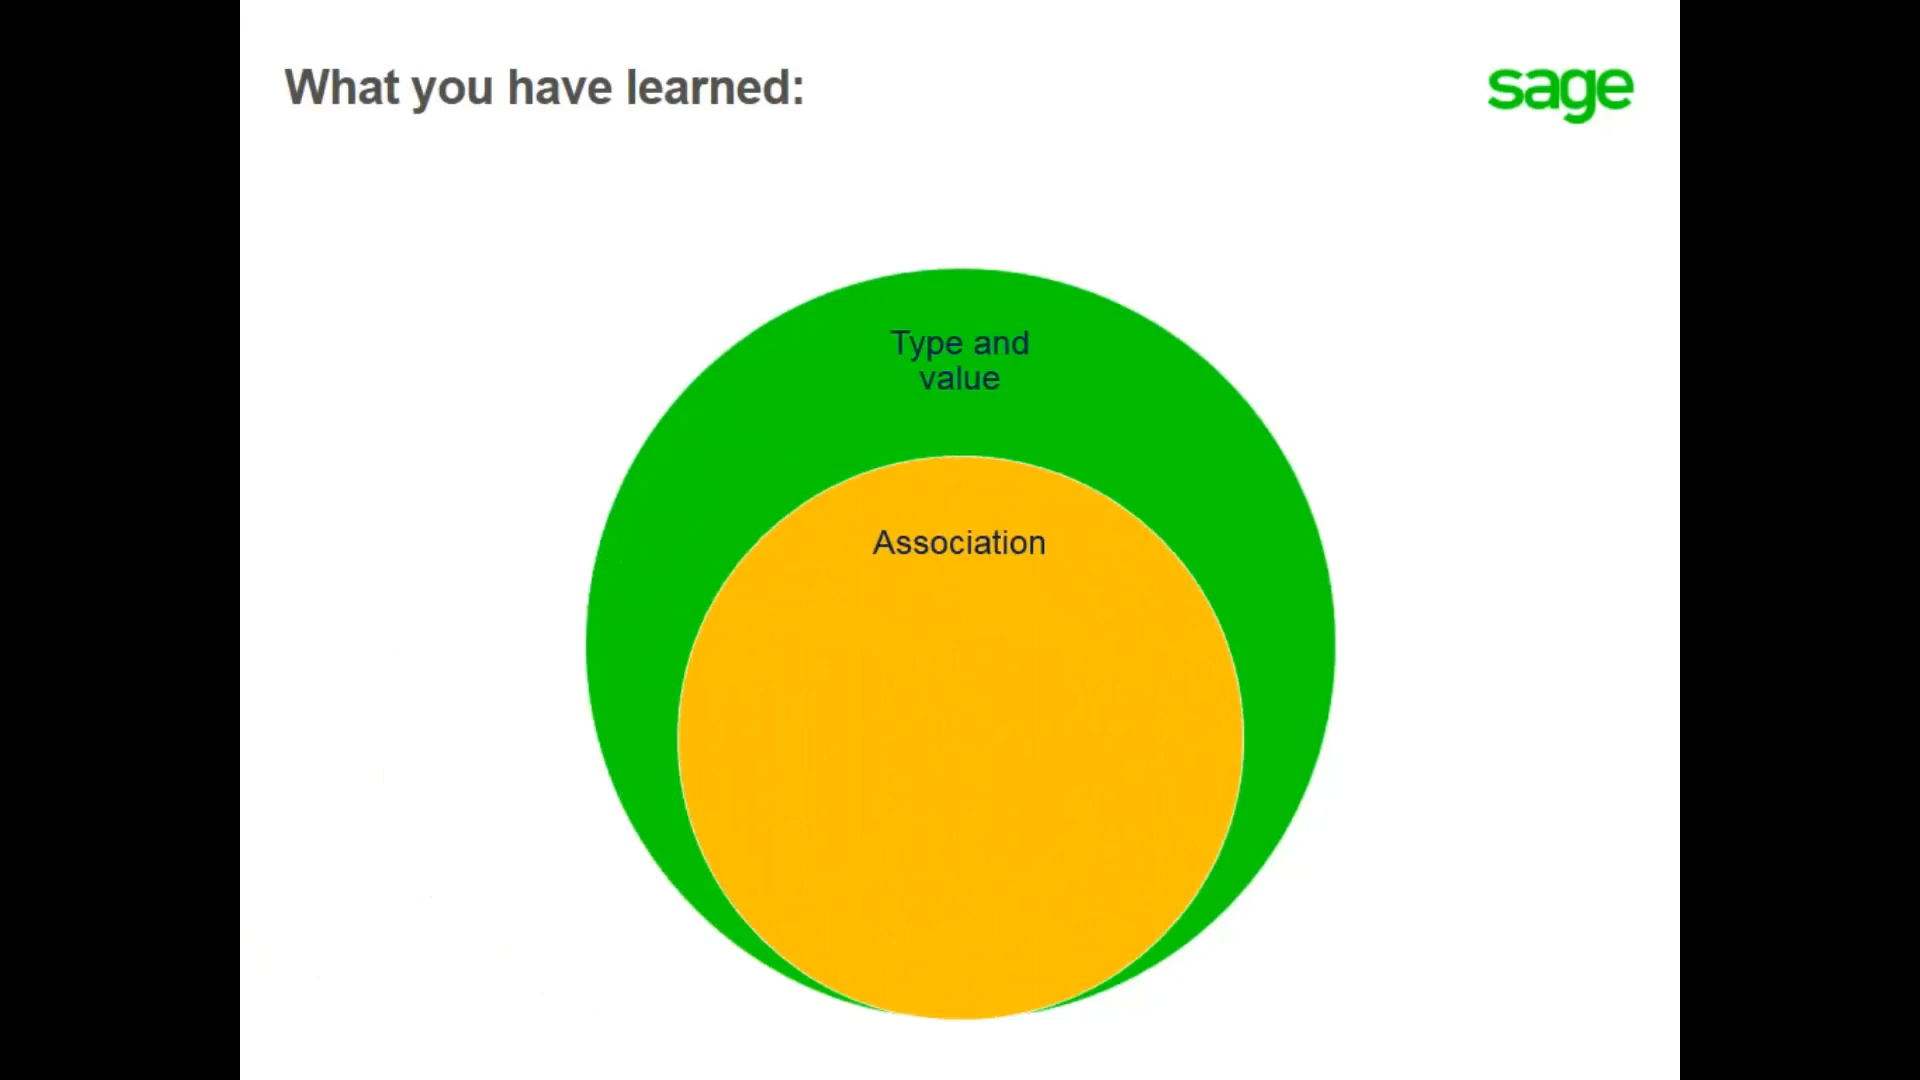 What you have learned:
sage
Type and
value
Association